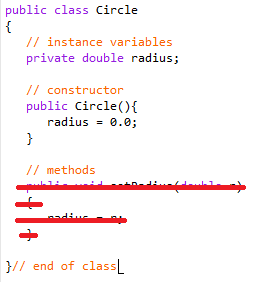 public class Circle
{
// instance variables
private double radius;
// constructor
public Circle(){
radius = 0.0;
}
// methods
public void setRadius(double r)
{
radius = r;
}
}// end of class